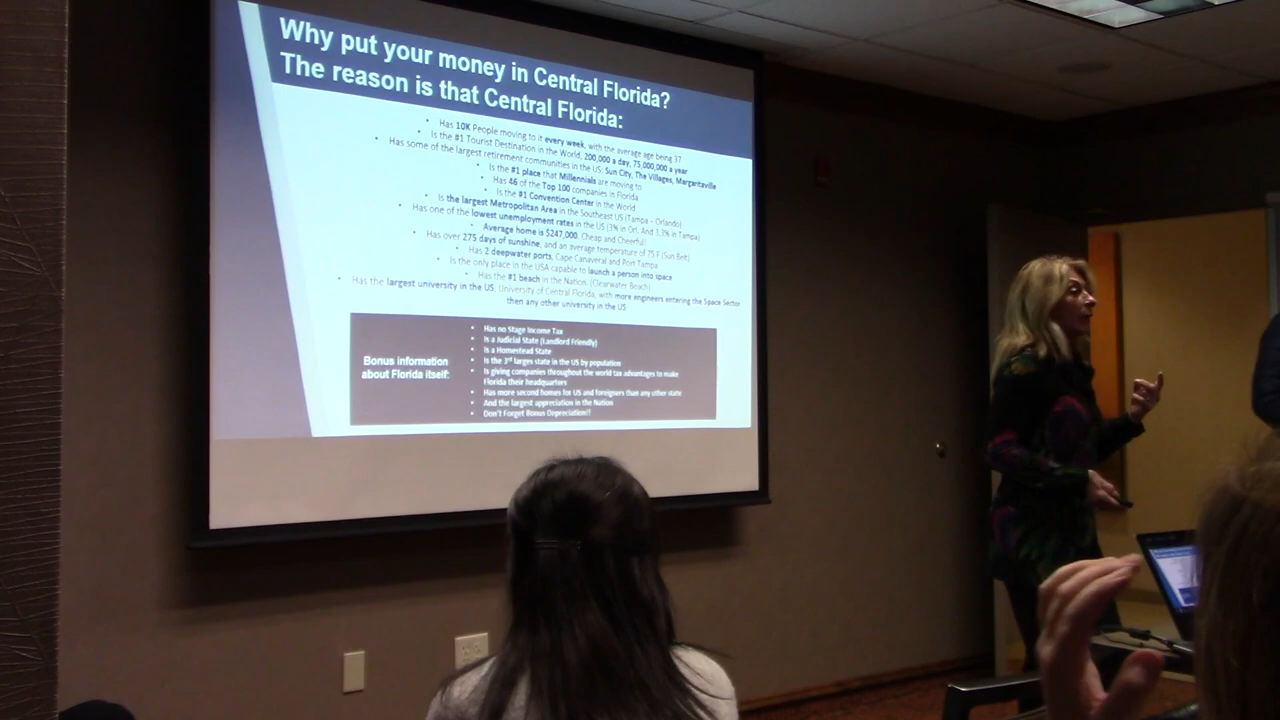 Why put your money in Central Florida?
The reason is that Central Florida:
• Has 10K People moving to it every week, with the average age being 37
• Is the #1 Tourist Destination in the World, 200,000 a day, 75,000,000 a year
• Has some of the largest retirement communities in the US: Sun City, The Villages, Margaritaville
• Is the #1 place that Millennials are moving to
• Has 46 of the Top 100 companies in Florida
• Is the #1 Convention Center in the World
• Is the largest Metropolitan Area in the Southeast US (Tampa – Orlando)
• Has one of the lowest unemployment rates in the US (3% in Orl. And 3.3% in Tampa)
• Average home is $247,000, Cheap and Cheerful!
• Has over 275 days of sunshine, and an average temperature of 75 F (Sun Belt)
• Has 2 deepwater ports, Cape Canaveral and Port Tampa
• Is the only place in the USA capable to launch a person into space
• Has the #1 beach in the Nation. (Clearwater Beach)
• Has the largest university in the US, University of Central Florida, with more engineers entering the Space Sector
then any other university in the US
Bonus information
about Florida itself:
• Has no Stage Income Tax
• Is a Judicial State (Landlord Friendly)
• Is a Homestead State
• Is the 3rd larges state in the US by population
• Is giving companies throughout the world tax advantages to make
Florida their headquarters
• Has more second homes for US and foreigners than any other state
• And the largest appreciation in the Nation
• Don't Forget Bonus Depreciation!!